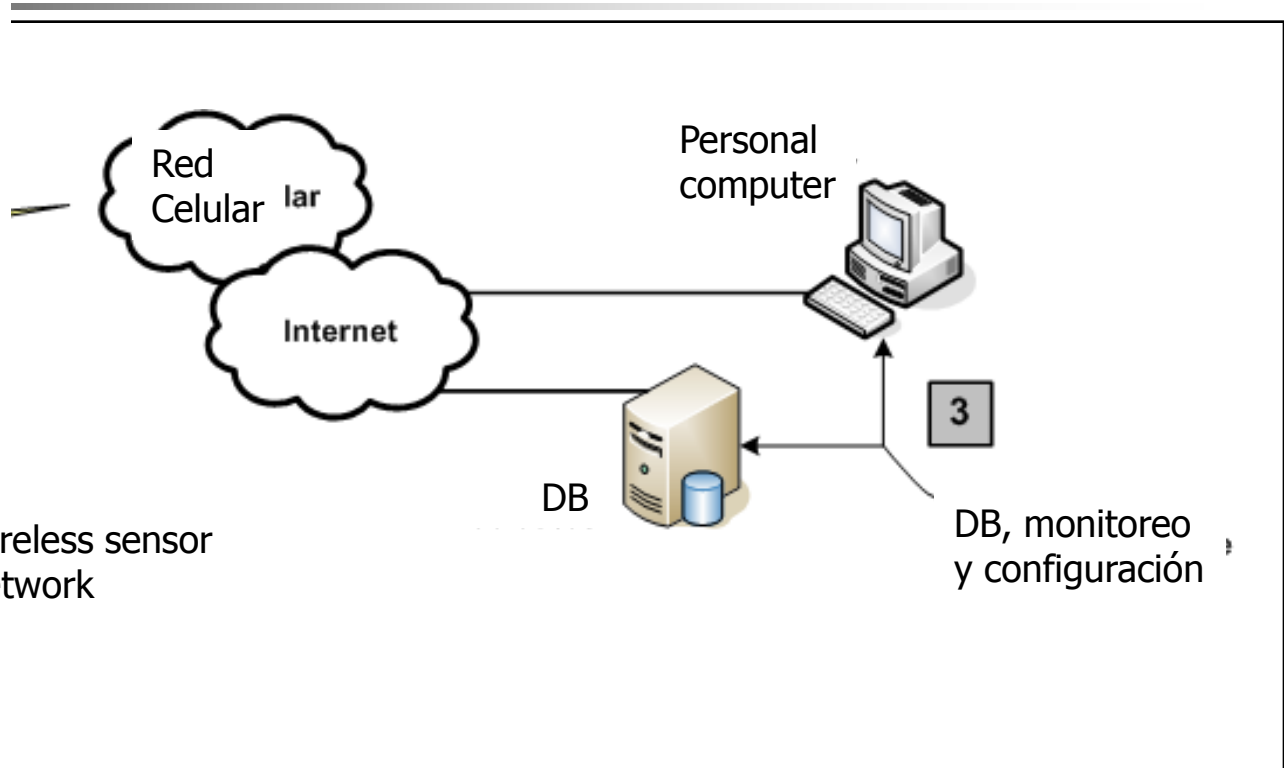 Red
Celular lar
Internet
Personal
computer
3
DB
DB, monitoreo
y configuración
reless sensor
twork